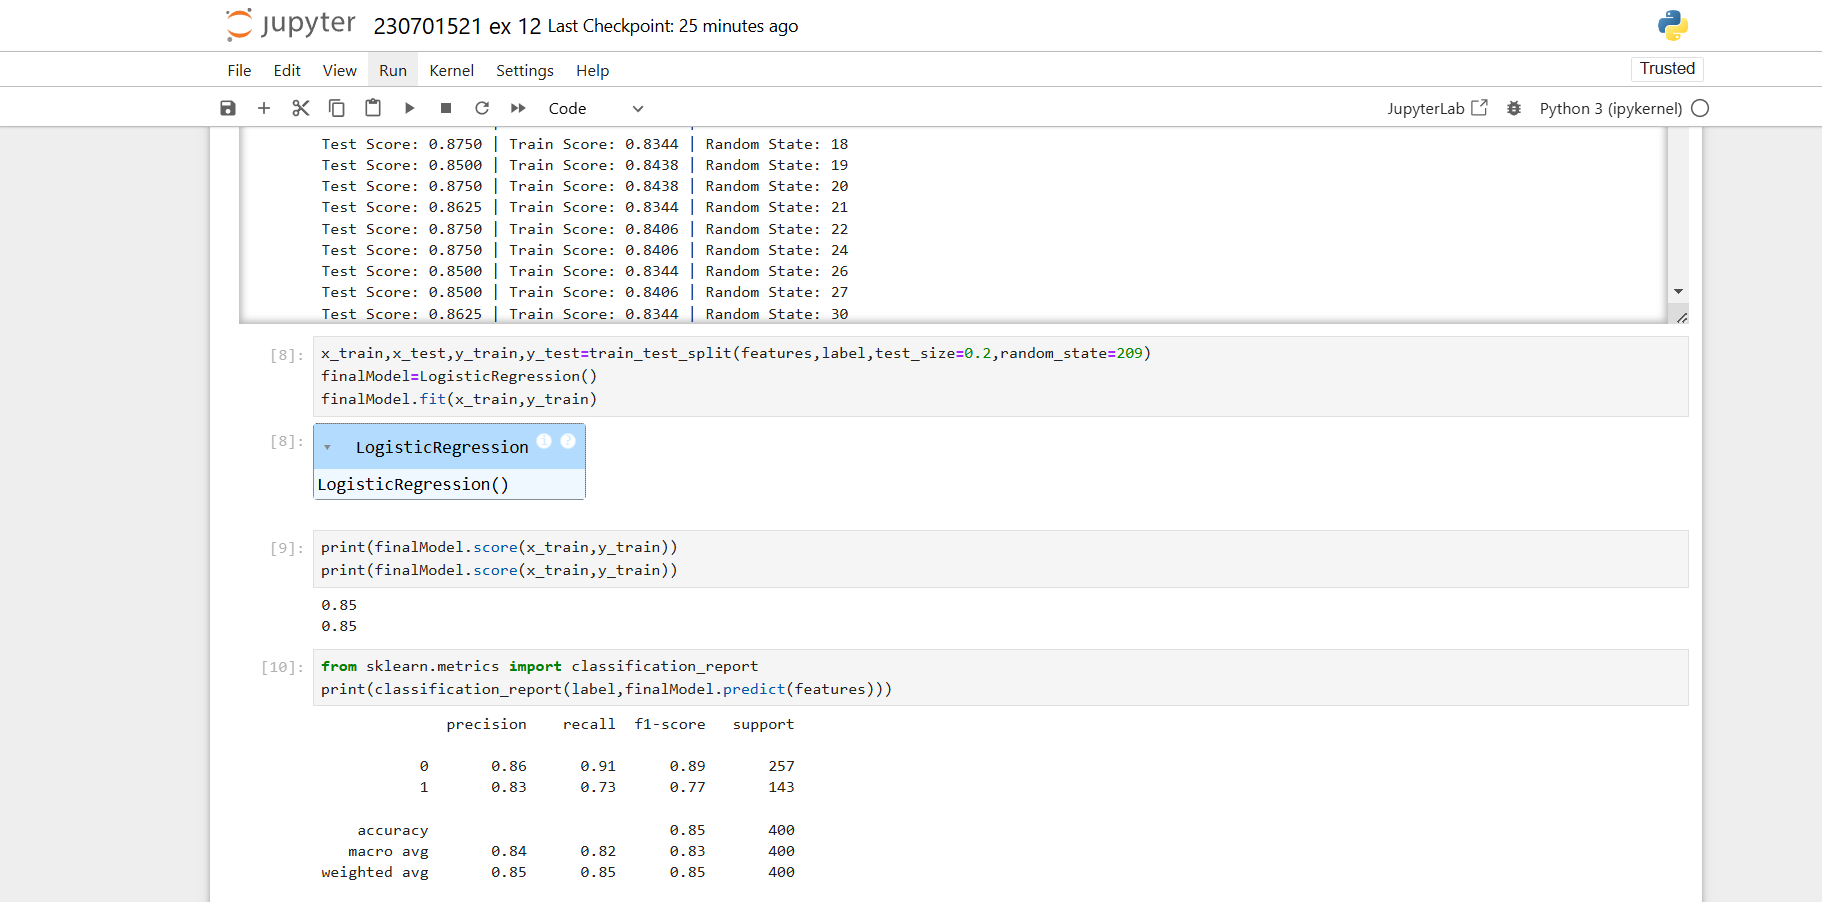 jupyter 230701521 ex 12 Last Checkpoint: 25 minutes ago
File Edit View Run Kernel Settings Help Trusted
Code JupyterLab Python 3 (ipykernel)
Test Score: 0.8750 | Train Score: 0.8344 | Random State: 18
Test Score: 0.8500 | Train Score: 0.8438 | Random State: 19
Test Score: 0.8750 | Train Score: 0.8438 | Random State: 20
Test Score: 0.8625 | Train Score: 0.8344 | Random State: 21
Test Score: 0.8750 | Train Score: 0.8406 | Random State: 22
Test Score: 0.8750 | Train Score: 0.8406 | Random State: 24
Test Score: 0.8500 | Train Score: 0.8344 | Random State: 26
Test Score: 0.8500 | Train Score: 0.8406 | Random State: 27
Test Score: 0.8625 | Train Score: 0.8344 | Random State: 30
[8]: x_train,x_test,y_train,y_test=train_test_split(features,label,test_size=0.2,random_state=209)
finalModel=LogisticRegression()
finalModel.fit(x_train,y_train)
[8]: LogisticRegression i ?
LogisticRegression()
[9]: print(finalModel.score(x_train,y_train))
print(finalModel.score(x_train,y_train))
0.85
0.85
[10]: from sklearn.metrics import classification_report
print(classification_report(label,finalModel.predict(features)))
precision recall f1-score support
0 0.86 0.91 0.89 257
1 0.83 0.73 0.77 143
accuracy 0.85 400
macro avg 0.84 0.82 0.83 400
weighted avg 0.85 0.85 0.85 400